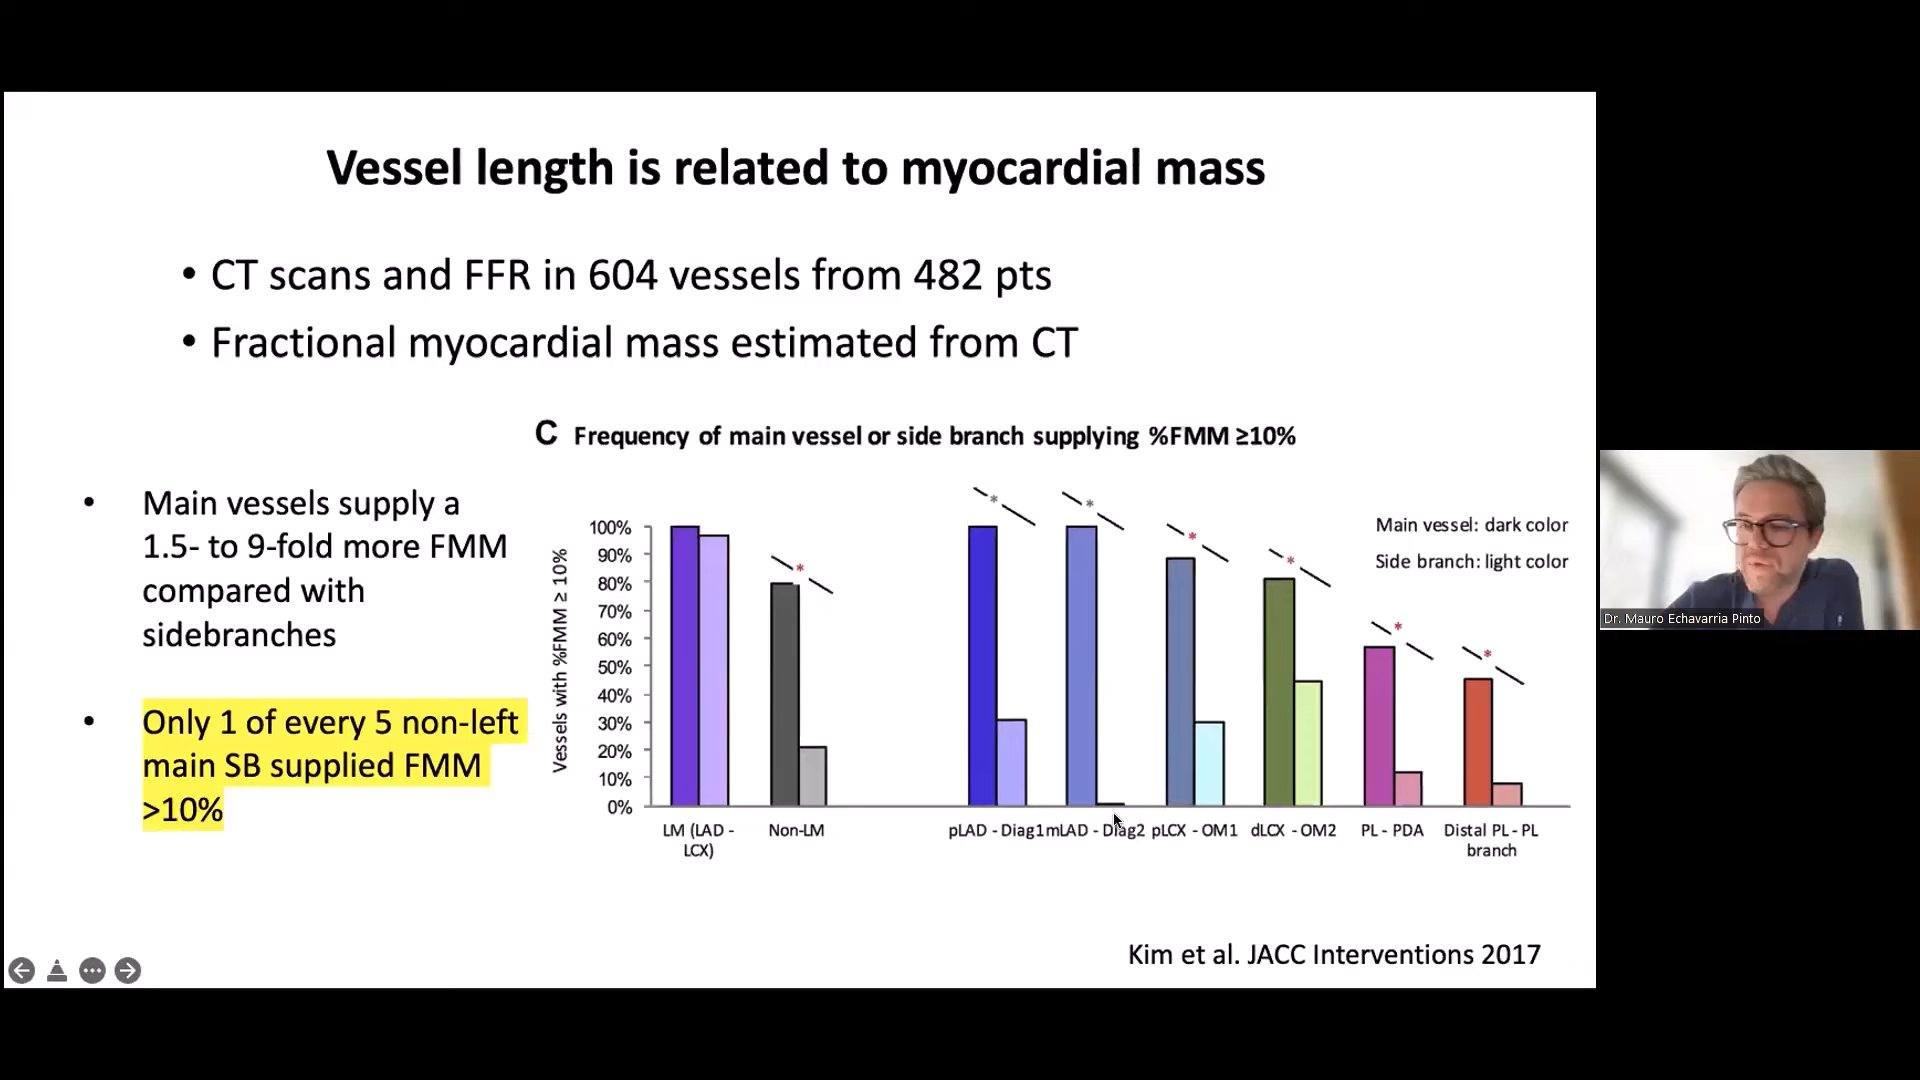 Vessel length is related to myocardial mass
• CT scans and FFR in 604 vessels from 482 pts
• Fractional myocardial mass estimated from CT
C Frequency of main vessel or side branch supplying %FMM ≥10%
• Main vessels supply a
1.5- to 9-fold more FMM
compared with
sidebranches
• Only 1 of every 5 non-left
main SB supplied FMM
>10%
Vessels with %FMM ≥ 10%
100%
90%
80%
70%
60%
50%
40%
30%
20%
10%
0%
*
*
*
*
*
*
*
Main vessel: dark color
Side branch: light color
LM (LAD -
LCX)
Non-LM
pLAD - Diag1
mLAD - Diag2
pLCX - OM1
dLCX - OM2
PL - PDA
Distal PL - PL
branch
Kim et al. JACC Interventions 2017
Dr. Mauro Echavarria Pinto